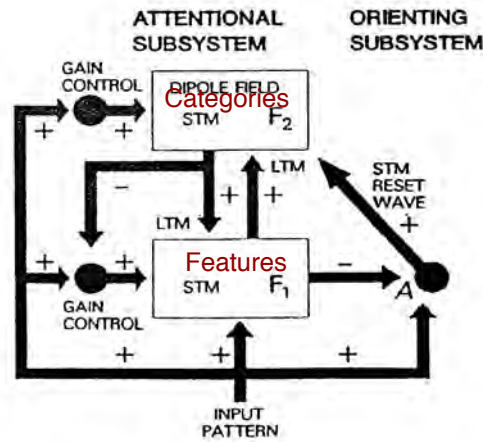 ATTENTIONAL
SUBSYSTEM
ORIENTING
SUBSYSTEM
GAIN
CONTROL
DIPOLE FIELD
Categories
STM F2
+ +
LTM
STM
RESET
WAVE
−
+ +
+
LTM
Features
STM F1
+ +
−
A
GAIN
CONTROL
+ + +
INPUT
PATTERN